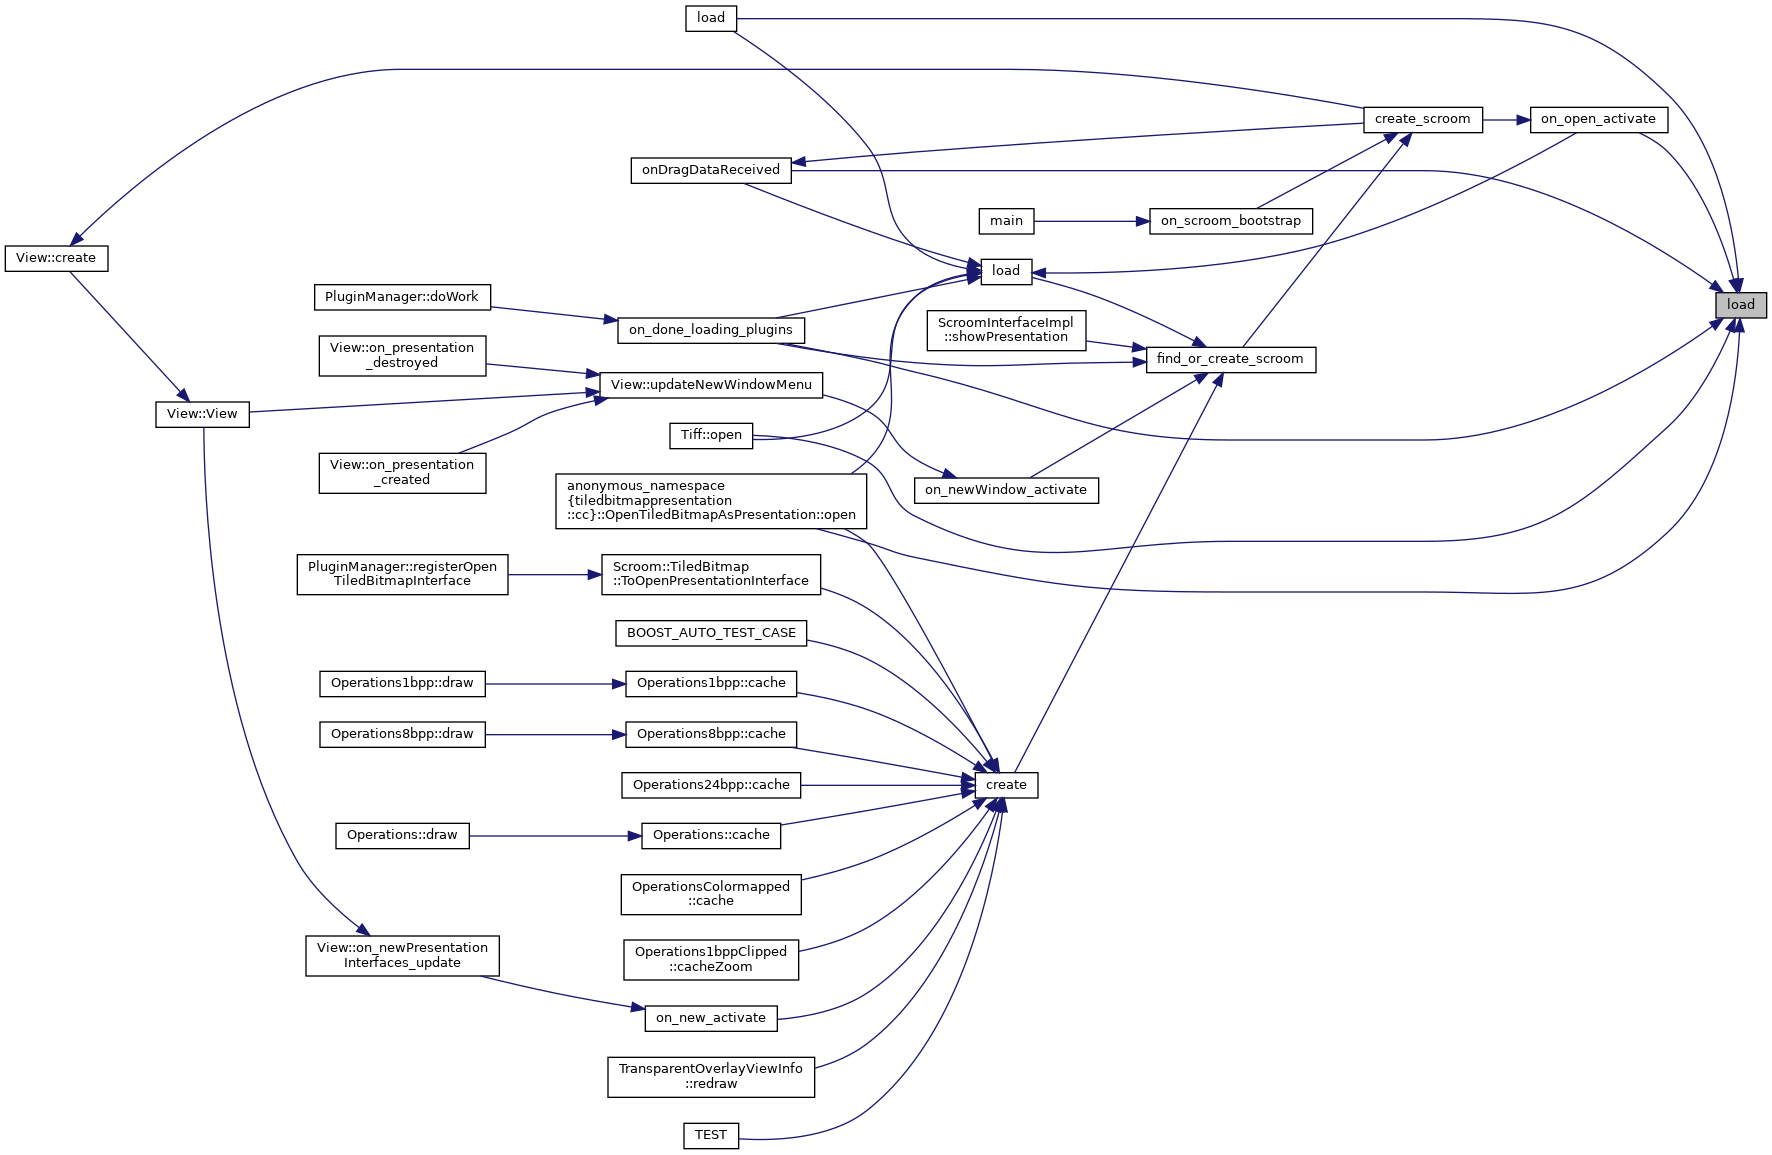 load
create_scroom
on_open_activate
onDragDataReceived
main
on_scroom_bootstrap
View::create
load
PluginManager::doWork
load
on_done_loading_plugins
ScroomInterfaceImpl
::showPresentation
View::on_presentation
_destroyed
find_or_create_scroom
View::updateNewWindowMenu
View::View
Tiff::open
View::on_presentation
_created
on_newWindow_activate
anonymous_namespace
{tiledbitmappresentation
::cc}::OpenTiledBitmapAsPresentation::open
PluginManager::registerOpen
TiledBitmapInterface
Scroom::TiledBitmap
::ToOpenPresentationInterface
BOOST_AUTO_TEST_CASE
Operations1bpp::draw
Operations1bpp::cache
Operations8bpp::draw
Operations8bpp::cache
Operations24bpp::cache
create
Operations::draw
Operations::cache
OperationsColormapped
::cache
View::on_newPresentation
Interfaces_update
Operations1bppClipped
::cacheZoom
on_new_activate
TransparentOverlayViewInfo
::redraw
TEST